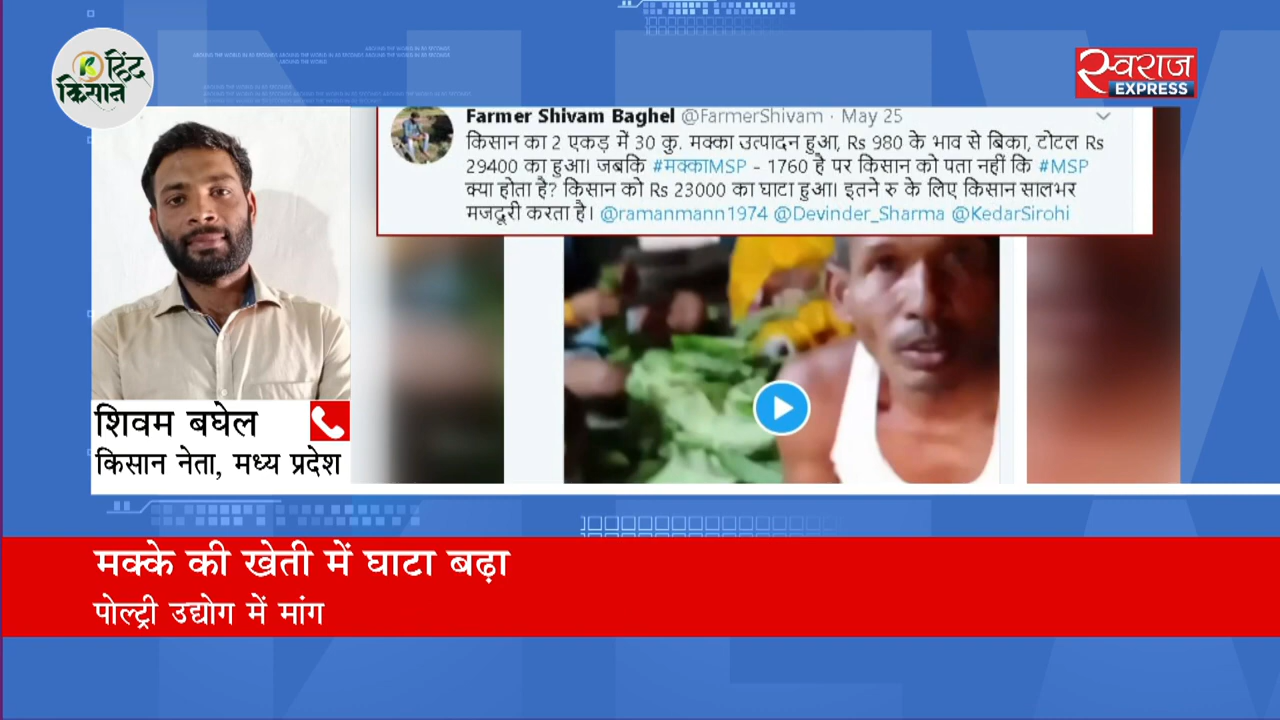 हिंद
किसान
स्वराज
EXPRESS
Farmer Shivam Baghel @FarmerShivam · May 25
किसान का 2 एकड़ में 30 कु. मक्का उत्पादन हुआ, Rs 980 के भाव से बिका, टोटल Rs
29400 का हुआ। जबकि #मक्काMSP - 1760 है पर किसान को पता नहीं कि #MSP
क्या होता है? किसान को Rs 23000 का घाटा हुआ। इतने रु के लिए किसान सालभर
मजदूरी करता है। @ramanmann1974 @Devinder_Sharma @KedarSirohi
शिवम बघेल
किसान नेता, मध्य प्रदेश
मक्के की खेती में घाटा बढ़ा
पोल्ट्री उद्योग में मांग